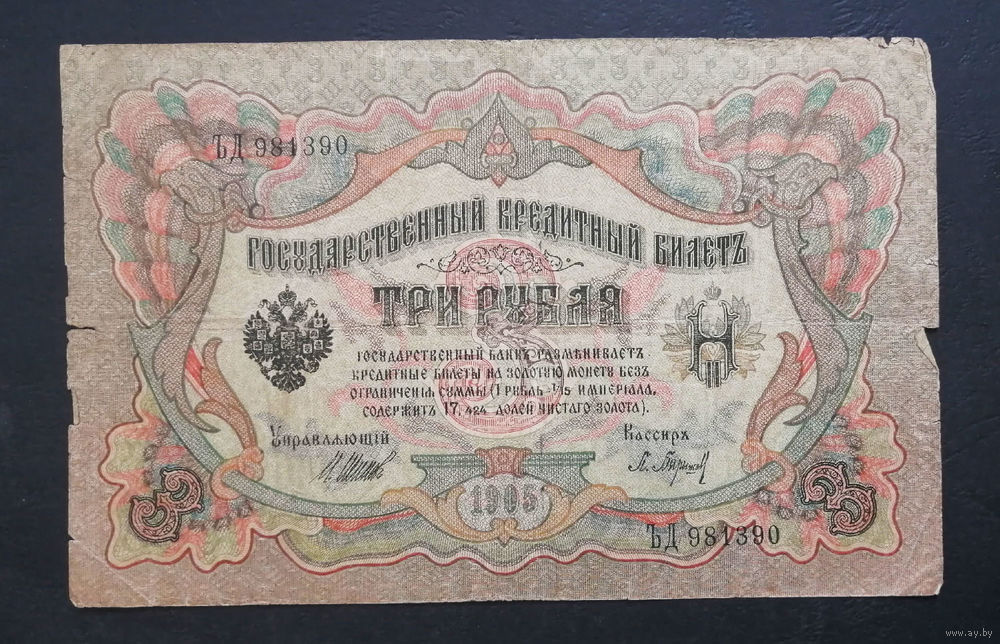 ЪД 981390
ГОСУДАРСТВЕННЫЙ КРЕДИТНЫЙ БИЛЕТЪ
ТРИ РУБЛЯ
3
ГОСУДАРСТВЕННЫЙ БАНКЪ РАЗМѢНИВАЕТЪ
КРЕДИТНЫЕ БИЛЕТЫ НА ЗОЛОТУЮ МОНЕТУ БЕЗЪ
ОГРАНИЧЕНІЯ СУММЫ (1 РУБЛЬ = 1/15 ИМПЕРІАЛА,
СОДЕРЖИТЪ 17,424 ДОЛЕЙ ЧИСТАГО ЗОЛОТА).
Управляющій
Кассиръ
И. Шипов
1905
3
3
ЪД 981390
www.ay.by